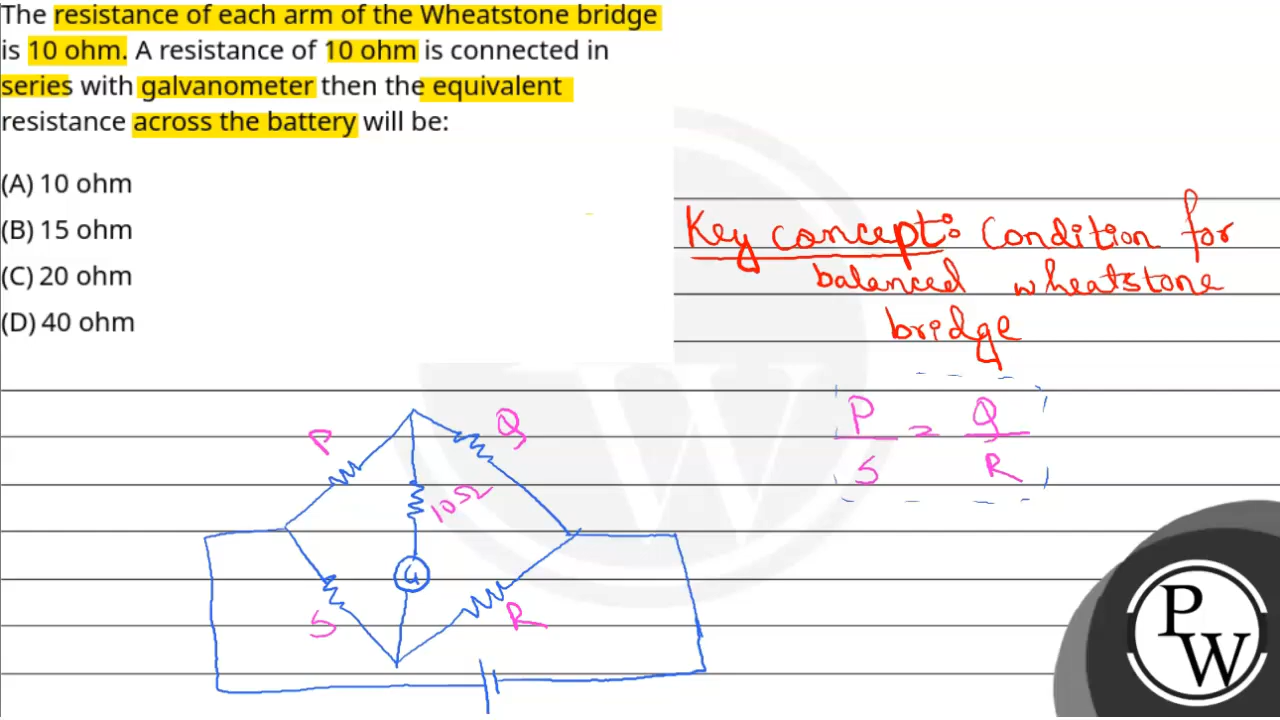 The resistance of each arm of the Wheatstone bridge
is 10 ohm. A resistance of 10 ohm is connected in
series with galvanometer then the equivalent
resistance across the battery will be:
(A) 10 ohm
(B) 15 ohm
(C) 20 ohm
(D) 40 ohm
Key concept: Condition for
balanced wheatstone
bridge
P/S = Q/R
P
Q
10Ω
G
S
R
P
W